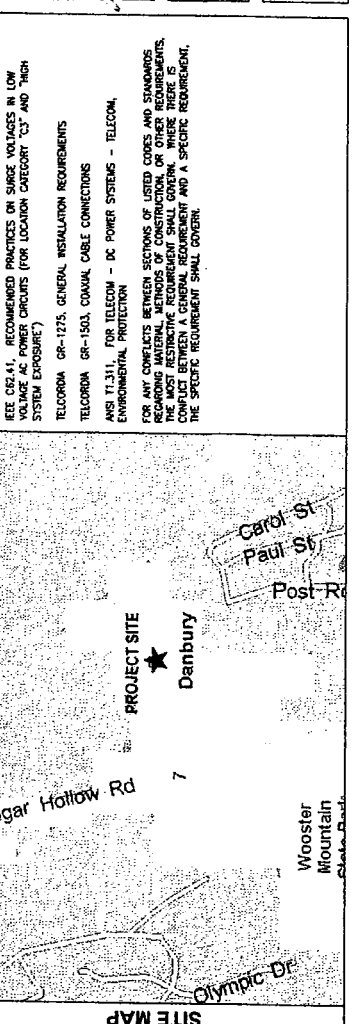 IEEE C62.41, RECOMMENDED PRACTICES ON SURGE VOLTAGES IN LOW
VOLTAGE AC POWER CIRCUITS (FOR LOCATION CATEGORY "C3" AND "HIGH
SYSTEM EXPOSURE")
TELCORDIA GR-1275, GENERAL INSTALLATION REQUIREMENTS
TELCORDIA GR-1503, COAXIAL CABLE CONNECTIONS
ANSI T1.311, FOR TELECOM - DC POWER SYSTEMS - TELECOM,
ENVIRONMENTAL PROTECTION
FOR ANY CONFLICTS BETWEEN SECTIONS OF LISTED CODES AND STANDARDS
REGARDING MATERIAL, METHODS OF CONSTRUCTION, OR OTHER REQUIREMENTS,
THE MOST RESTRICTIVE REQUIREMENT SHALL GOVERN. WHERE THERE IS
CONFLICT BETWEEN A GENERAL REQUIREMENT AND A SPECIFIC REQUIREMENT,
THE SPECIFIC REQUIREMENT SHALL GOVERN.
SITE MAP
gar Hollow Rd
PROJECT SITE
Danbury
7
Carol St
Paul St
Post R
Olympic Dr
Wooster
Mountain
State Park